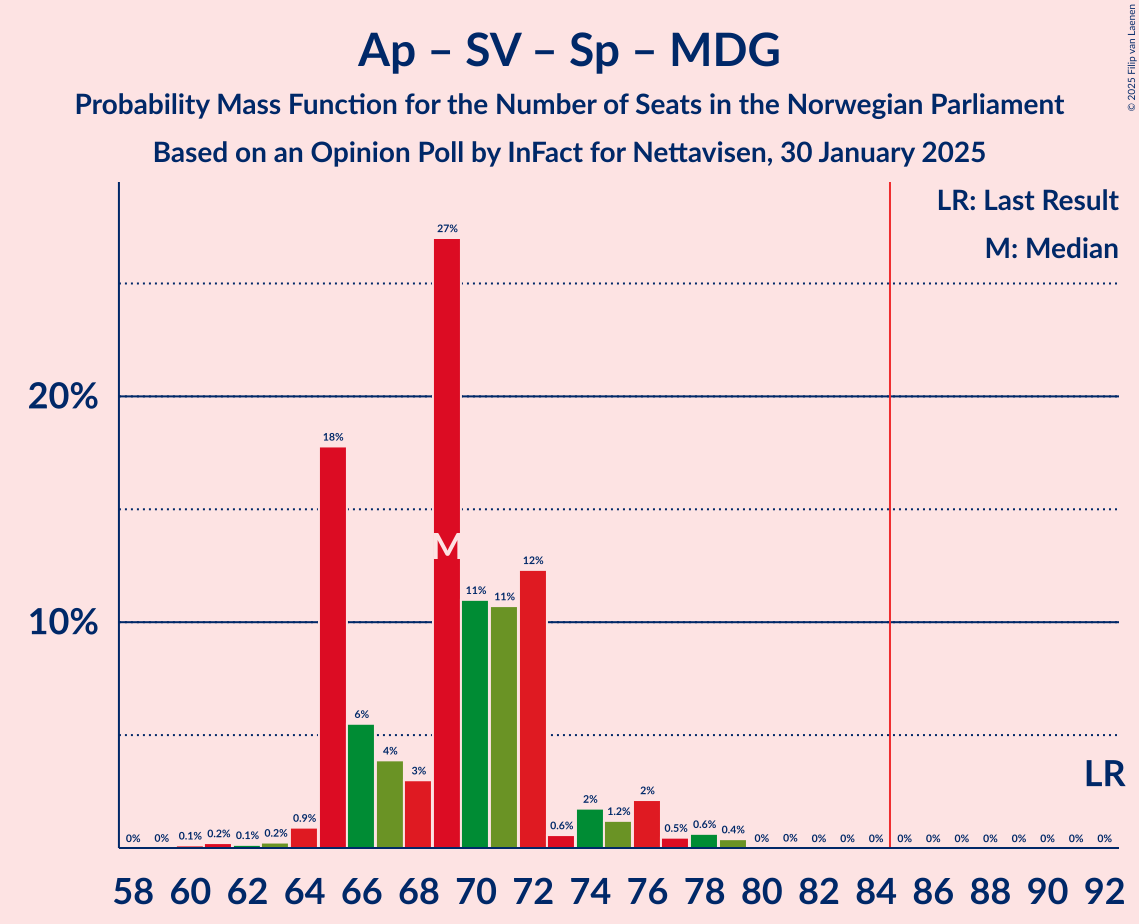 Ap – SV – Sp – MDG
Probability Mass Function for the Number of Seats in the Norwegian Parliament
Based on an Opinion Poll by InFact for Nettavisen, 30 January 2025
© 2025 Filip van Laenen
LR: Last Result
M: Median
20%
10%
0% 0% 0.1% 0.2% 0.1% 0.2% 0.9% 18% 6% 4% 3% 27% 11% 11% 12% 0.6% 2% 1.2% 2% 0.5% 0.6% 0.4% 0% 0% 0% 0% 0% 0% 0% 0% 0% 0% 0% 0% 0%
M
LR
58 60 62 64 66 68 70 72 74 76 78 80 82 84 86 88 90 92